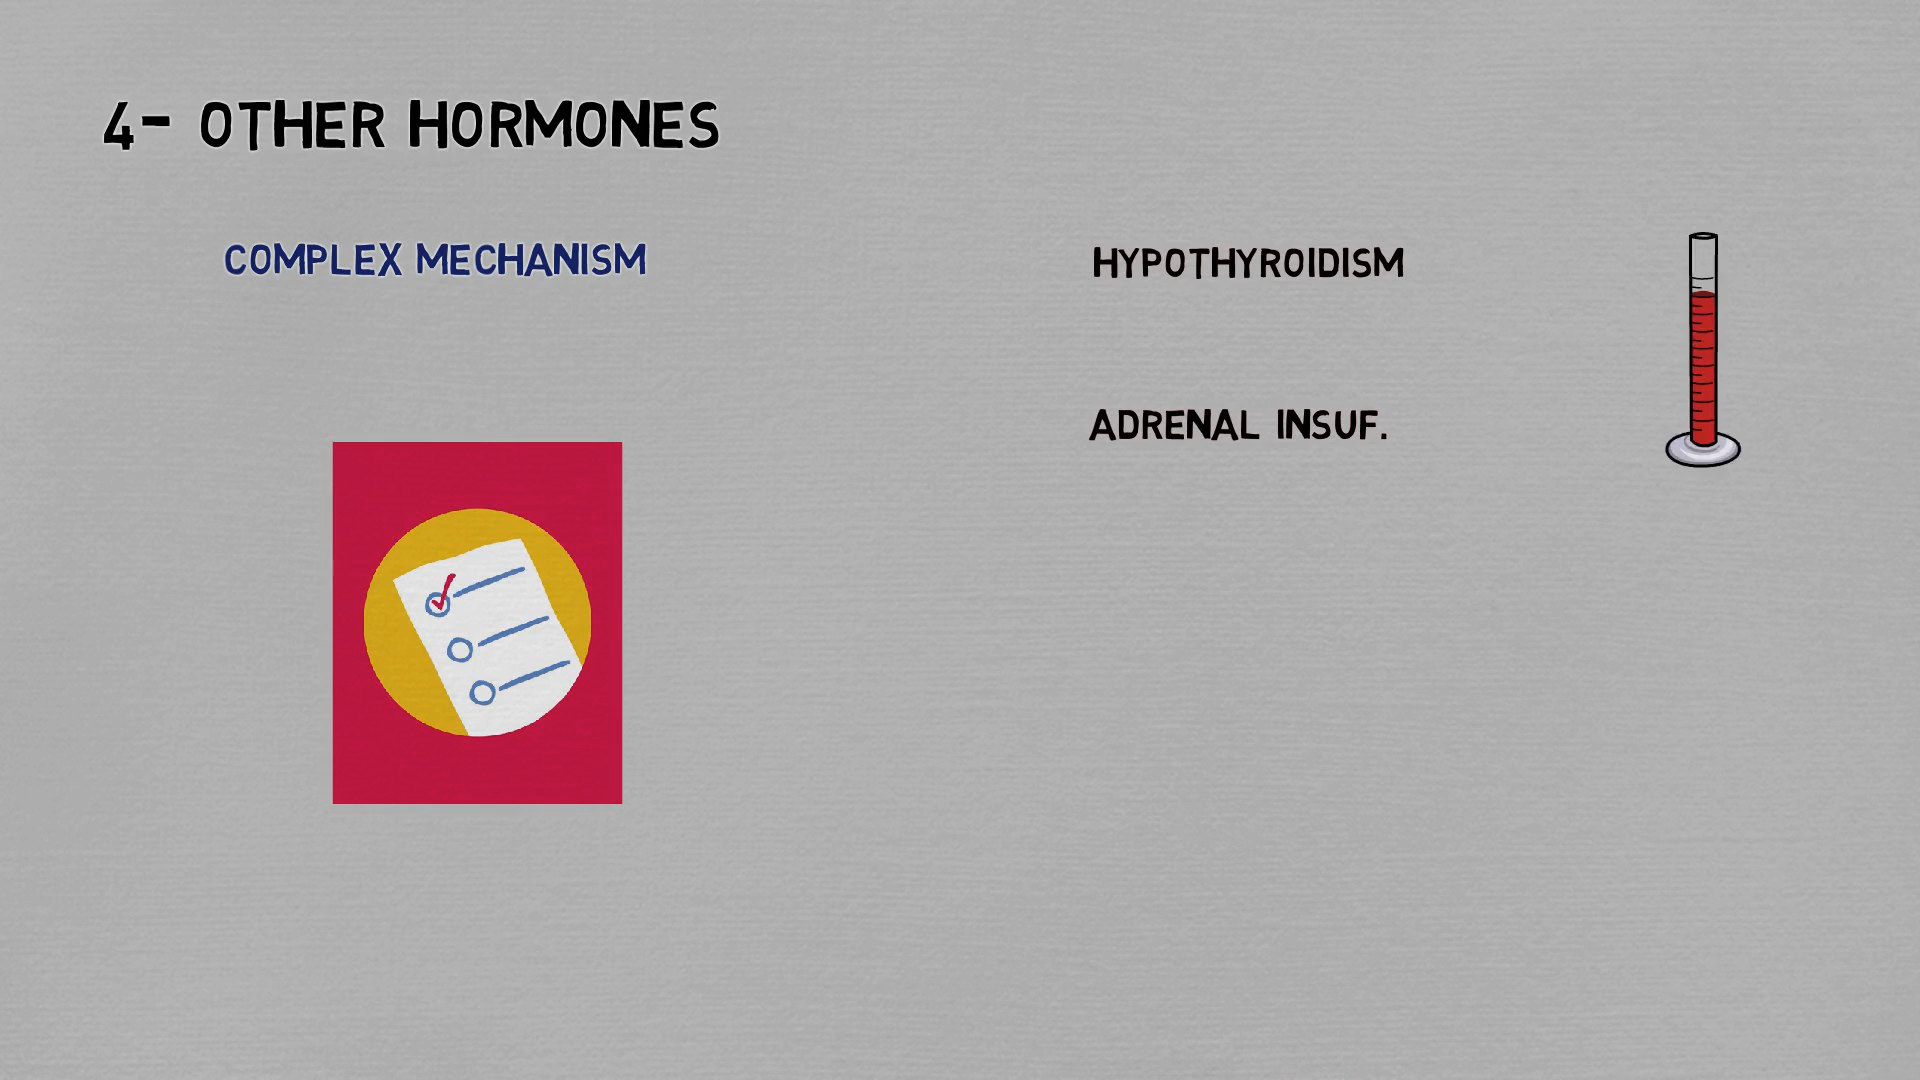 4- OTHER HORMONES
COMPLEX MECHANISM
HYPOTHYROIDISM
ADRENAL INSUF.